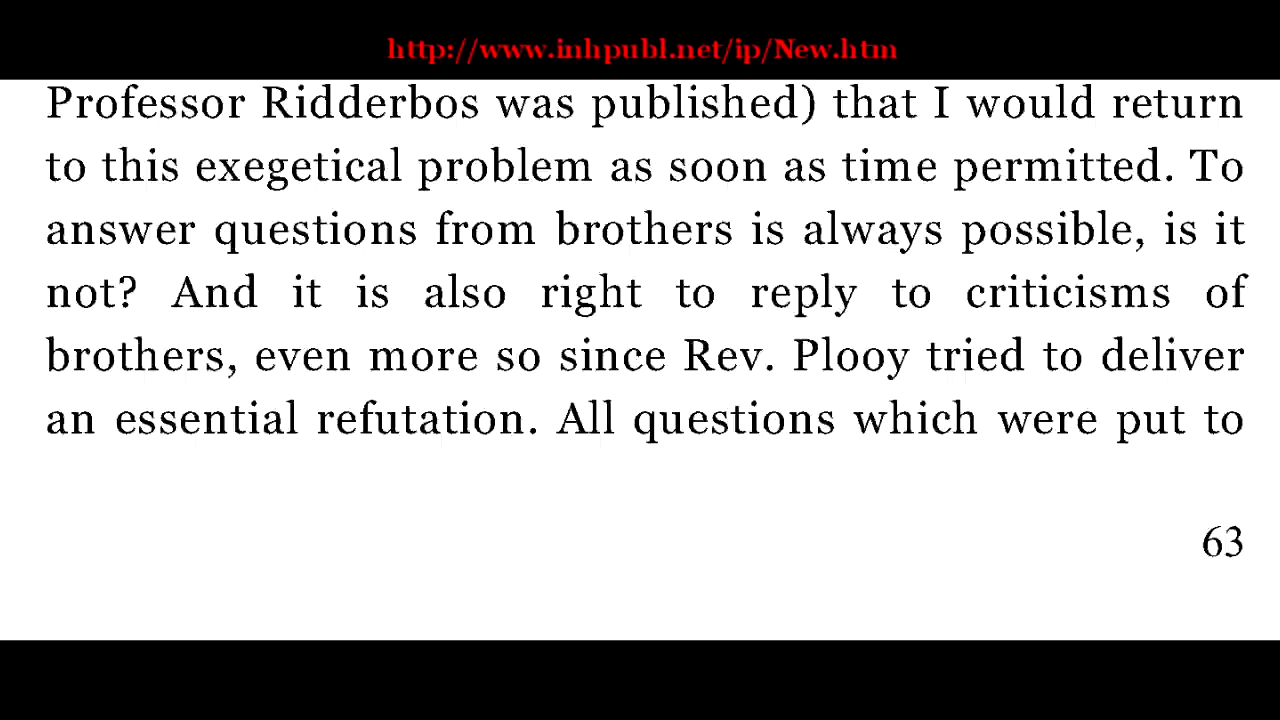 http://www.inhpubl.net/ip/New.htm
Professor Ridderbos was published) that I would return
to this exegetical problem as soon as time permitted. To
answer questions from brothers is always possible, is it
not? And it is also right to reply to criticisms of
brothers, even more so since Rev. Plooy tried to deliver
an essential refutation. All questions which were put to
63